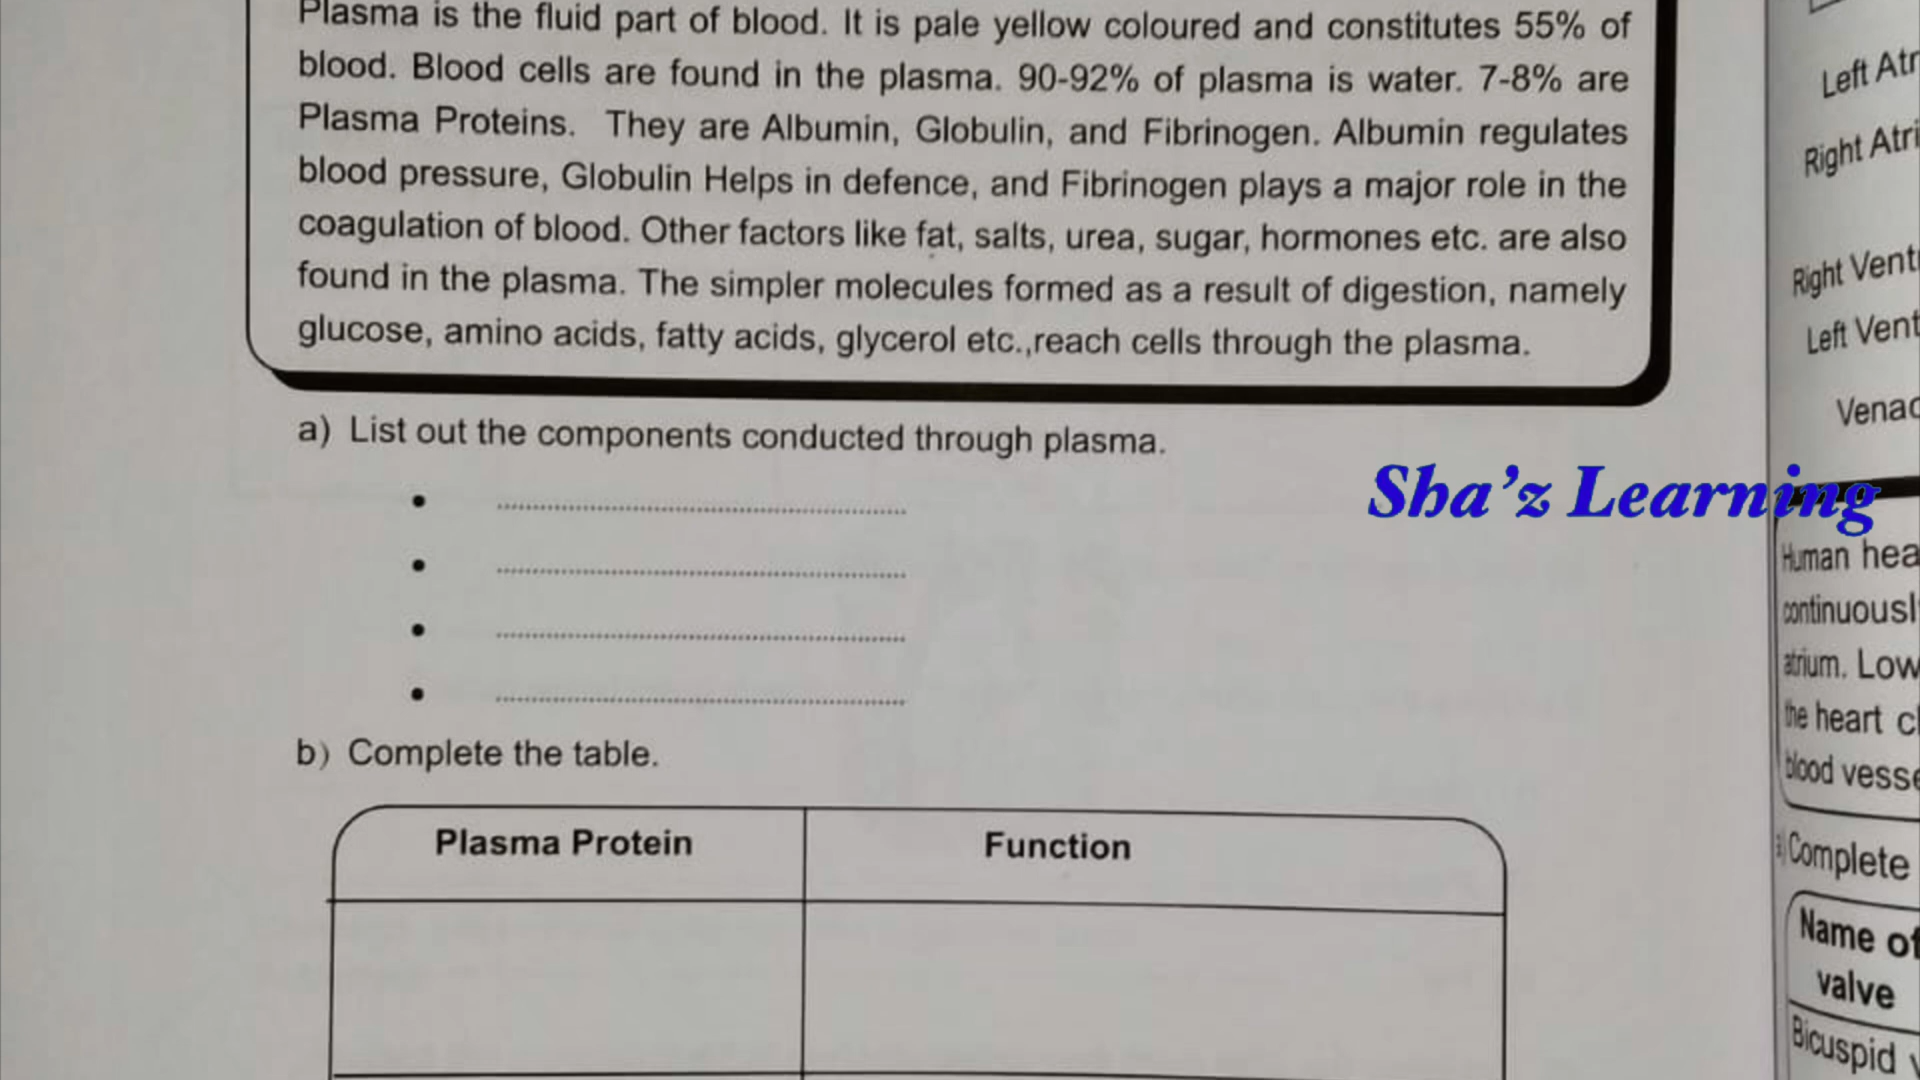 Plasma is the fluid part of blood. It is pale yellow coloured and constitutes 55% of
blood. Blood cells are found in the plasma. 90-92% of plasma is water. 7-8% are
Plasma Proteins. They are Albumin, Globulin, and Fibrinogen. Albumin regulates
blood pressure, Globulin Helps in defence, and Fibrinogen plays a major role in the
coagulation of blood. Other factors like fat, salts, urea, sugar, hormones etc. are also
found in the plasma. The simpler molecules formed as a result of digestion, namely
glucose, amino acids, fatty acids, glycerol etc.,reach cells through the plasma.
a) List out the components conducted through plasma.
b) Complete the table.
Plasma Protein
Function
Sha'z Learning
Left Atr
Right Atri
Right Ventr
Left Vent
Venac
Human hea
continuousl
atrium. Low
the heart c
blood vesse
Complete
Name of
valve
Bicuspid